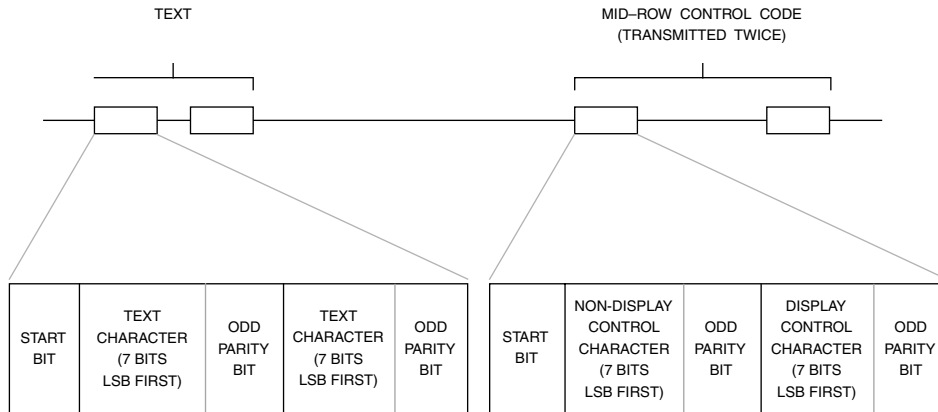 TEXT
MID–ROW CONTROL CODE
(TRANSMITTED TWICE)
START
BIT
TEXT
CHARACTER
(7 BITS
LSB FIRST)
ODD
PARITY
BIT
TEXT
CHARACTER
(7 BITS
LSB FIRST)
ODD
PARITY
BIT
START
BIT
NON-DISPLAY
CONTROL
CHARACTER
(7 BITS
LSB FIRST)
ODD
PARITY
BIT
DISPLAY
CONTROL
CHARACTER
(7 BITS
LSB FIRST)
ODD
PARITY
BIT